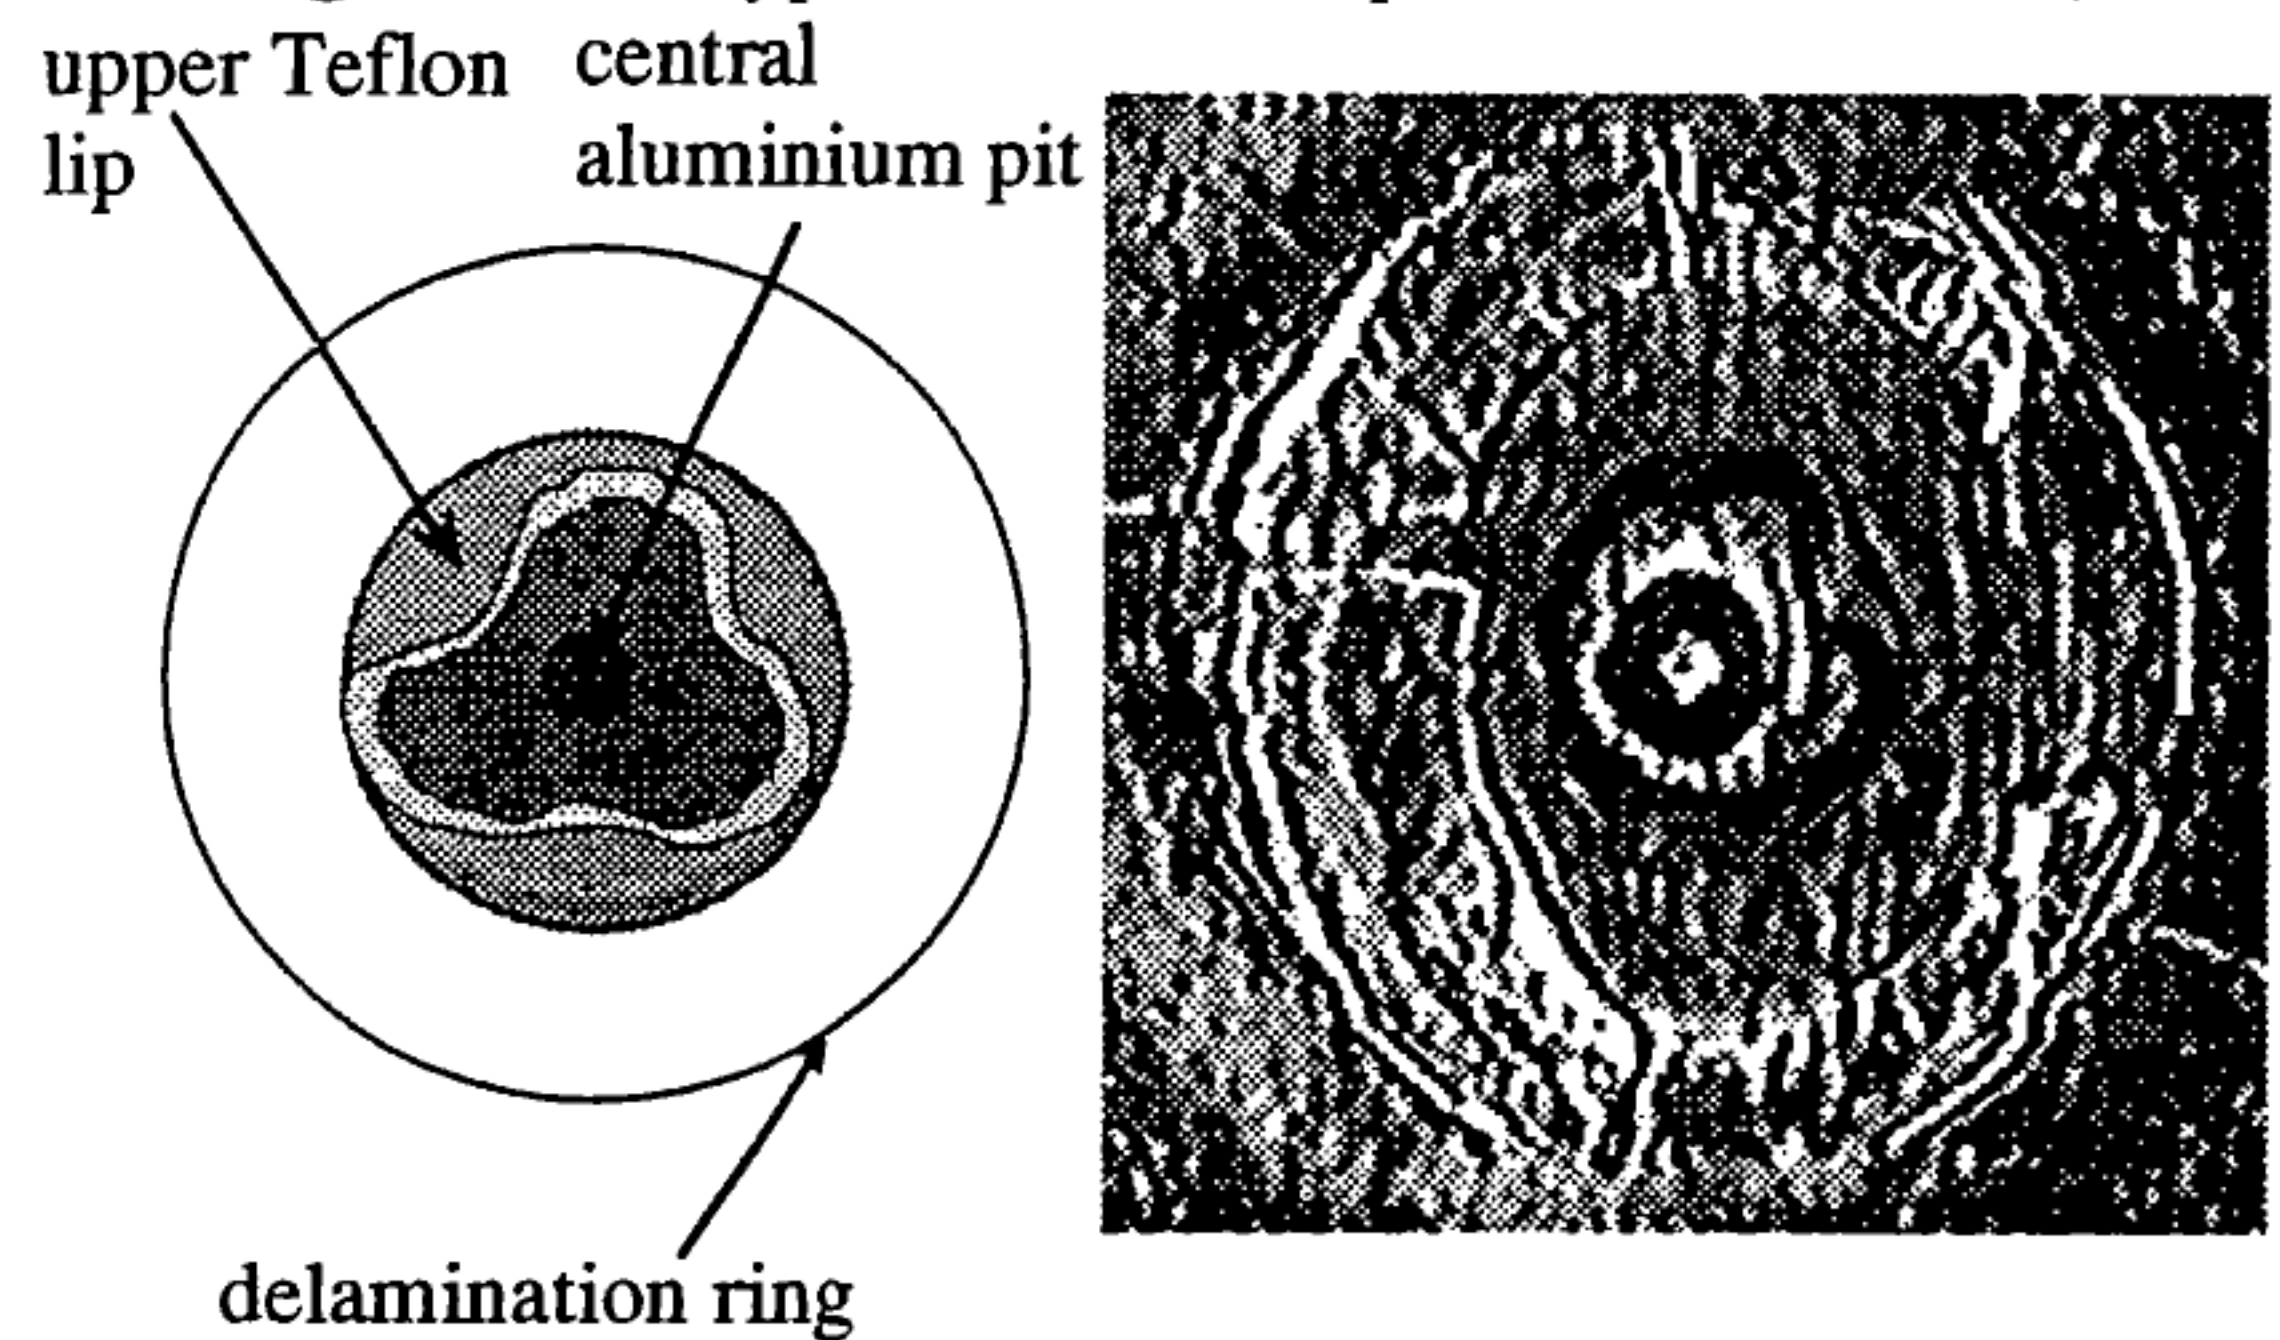 upper Teflon
lip
central
aluminium pit
delamination ring